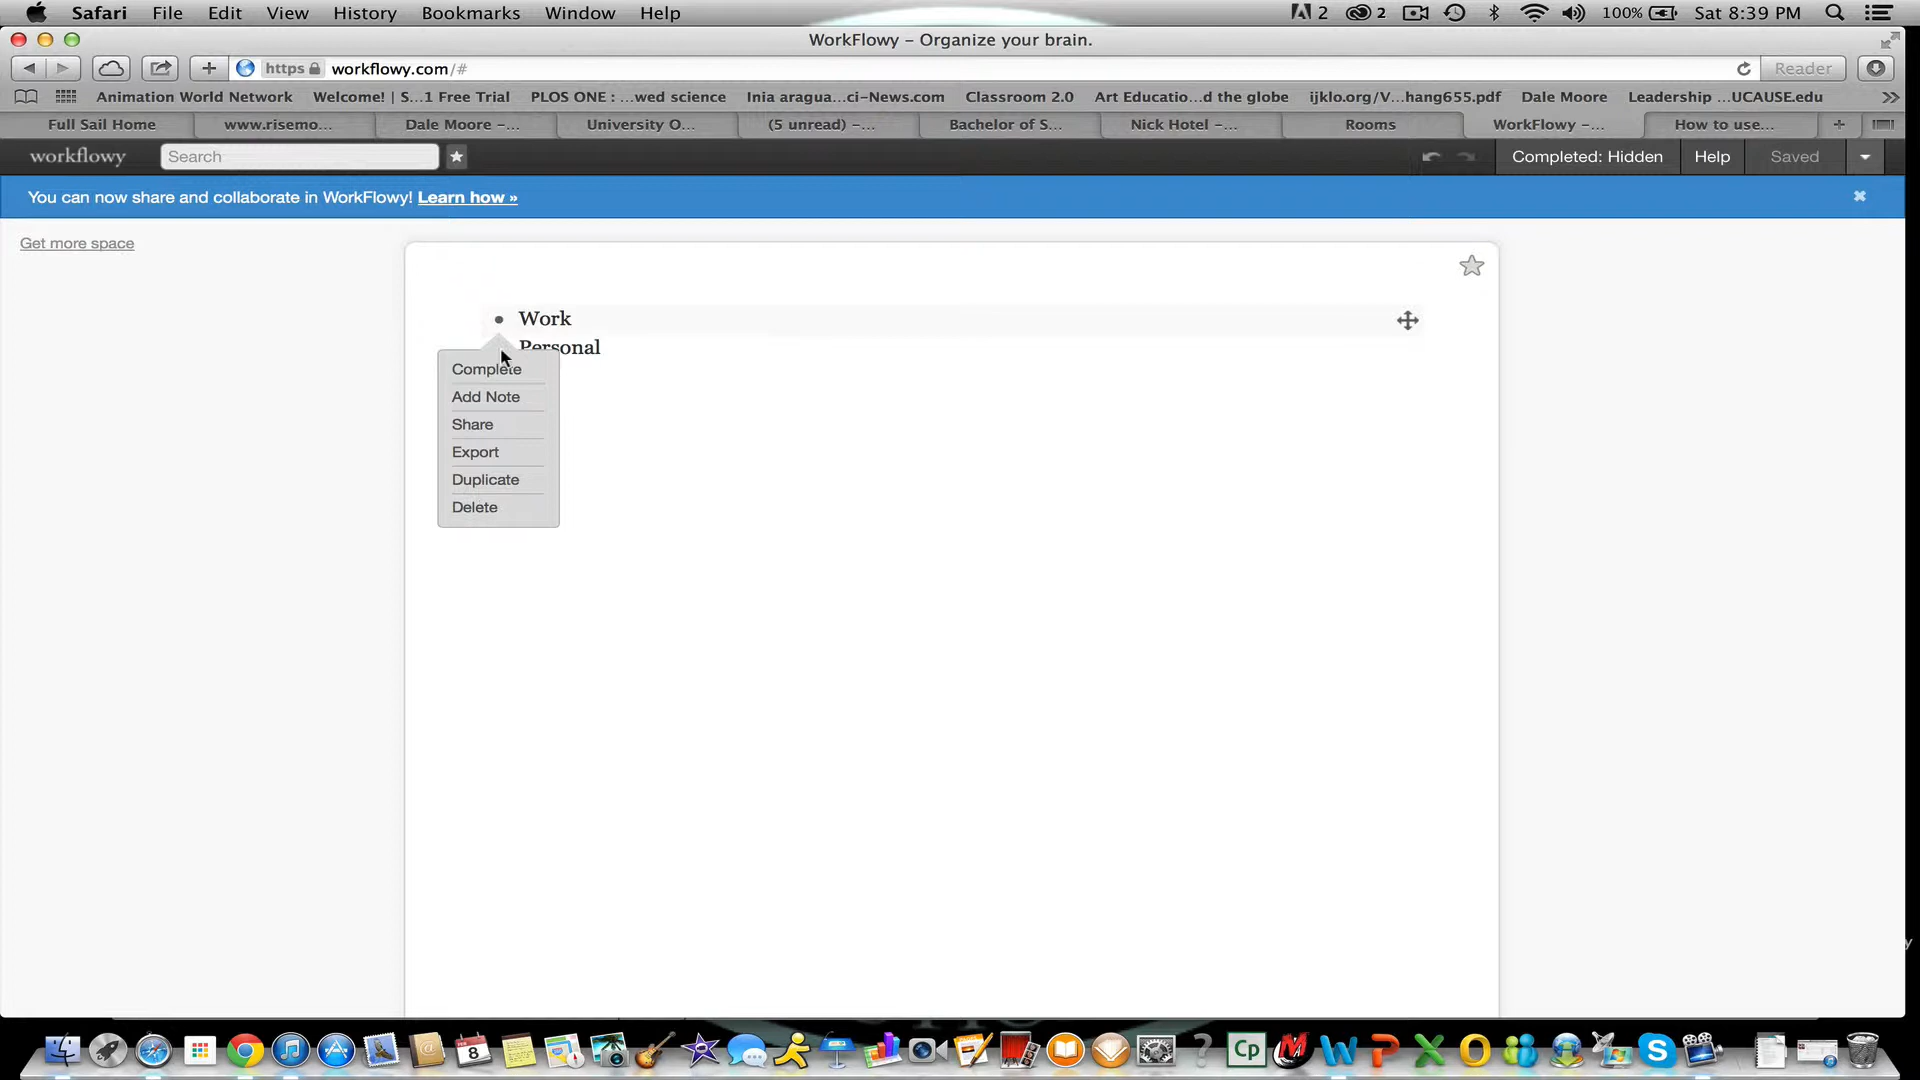 Safari File Edit View History Bookmarks Window Help 2 2 100% Sat 8:39 PM
WorkFlowy – Organize your brain.
https workflowy.com/# Reader
Animation World Network Welcome! | S...1 Free Trial PLOS ONE : ...wed science Inia aragua...ci-News.com Classroom 2.0 Art Educatio...d the globe ijklo.org/V...hang655.pdf Dale Moore Leadership ...UCAUSE.edu
Full Sail Home www.risemo... Dale Moore –... University O... (5 unread) –... Bachelor of S... Nick Hotel –... Rooms WorkFlowy –... How to use...
workflowy Search Completed: Hidden Help Saved
You can now share and collaborate in WorkFlowy! Learn how »
Get more space
Work
Personal
Complete
Add Note
Share
Export
Duplicate
Delete
FEB
8
Cp